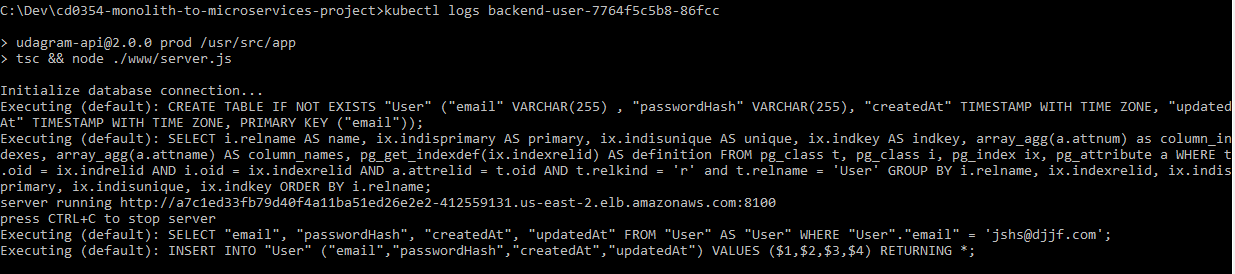 C:\Dev\cd0354-monolith-to-microservices-project>kubectl logs backend-user-7764f5c5b8-86fcc
> udagram-api@2.0.0 prod /usr/src/app
> tsc && node ./www/server.js
Initialize database connection...
Executing (default): CREATE TABLE IF NOT EXISTS "User" ("email" VARCHAR(255) , "passwordHash" VARCHAR(255), "createdAt" TIMESTAMP WITH TIME ZONE, "updated
At" TIMESTAMP WITH TIME ZONE, PRIMARY KEY ("email"));
Executing (default): SELECT i.relname AS name, ix.indisprimary AS primary, ix.indisunique AS unique, ix.indkey AS indkey, array_agg(a.attnum) as column_in
dexes, array_agg(a.attname) AS column_names, pg_get_indexdef(ix.indexrelid) AS definition FROM pg_class t, pg_class i, pg_index ix, pg_attribute a WHERE t
.oid = ix.indrelid AND i.oid = ix.indexrelid AND a.attrelid = t.oid AND t.relkind = 'r' and t.relname = 'User' GROUP BY i.relname, ix.indexrelid, ix.indis
primary, ix.indisunique, ix.indkey ORDER BY i.relname;
server running http://a7c1ed33fb79d40f4a11ba51ed26e2e2-412559131.us-east-2.elb.amazonaws.com:8100
press CTRL+C to stop server
Executing (default): SELECT "email", "passwordHash", "createdAt", "updatedAt" FROM "User" AS "User" WHERE "User"."email" = 'jshs@djjf.com';
Executing (default): INSERT INTO "User" ("email","passwordHash","createdAt","updatedAt") VALUES ($1,$2,$3,$4) RETURNING *;